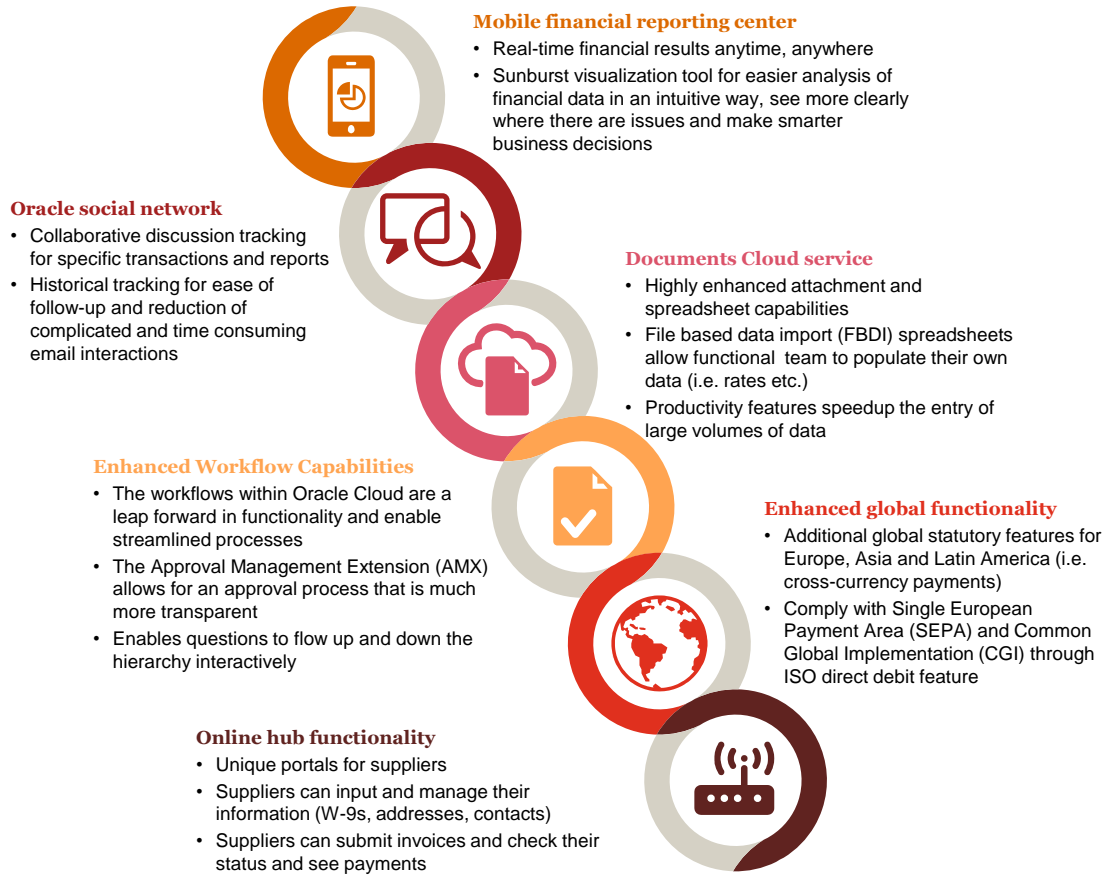 Mobile financial reporting center
• Real-time financial results anytime, anywhere
• Sunburst visualization tool for easier analysis of
financial data in an intuitive way, see more clearly
where there are issues and make smarter
business decisions
Oracle social network
• Collaborative discussion tracking
for specific transactions and reports
• Historical tracking for ease of
follow-up and reduction of
complicated and time consuming
email interactions
Documents Cloud service
• Highly enhanced attachment and
spreadsheet capabilities
• File based data import (FBDI) spreadsheets
allow functional team to populate their own
data (i.e. rates etc.)
• Productivity features speedup the entry of
large volumes of data
Enhanced Workflow Capabilities
• The workflows within Oracle Cloud are a
leap forward in functionality and enable
streamlined processes
• The Approval Management Extension (AMX)
allows for an approval process that is much
more transparent
• Enables questions to flow up and down the
hierarchy interactively
Enhanced global functionality
• Additional global statutory features for
Europe, Asia and Latin America (i.e.
cross-currency payments)
• Comply with Single European
Payment Area (SEPA) and Common
Global Implementation (CGI) through
ISO direct debit feature
Online hub functionality
• Unique portals for suppliers
• Suppliers can input and manage their
information (W-9s, addresses, contacts)
• Suppliers can submit invoices and check their
status and see payments